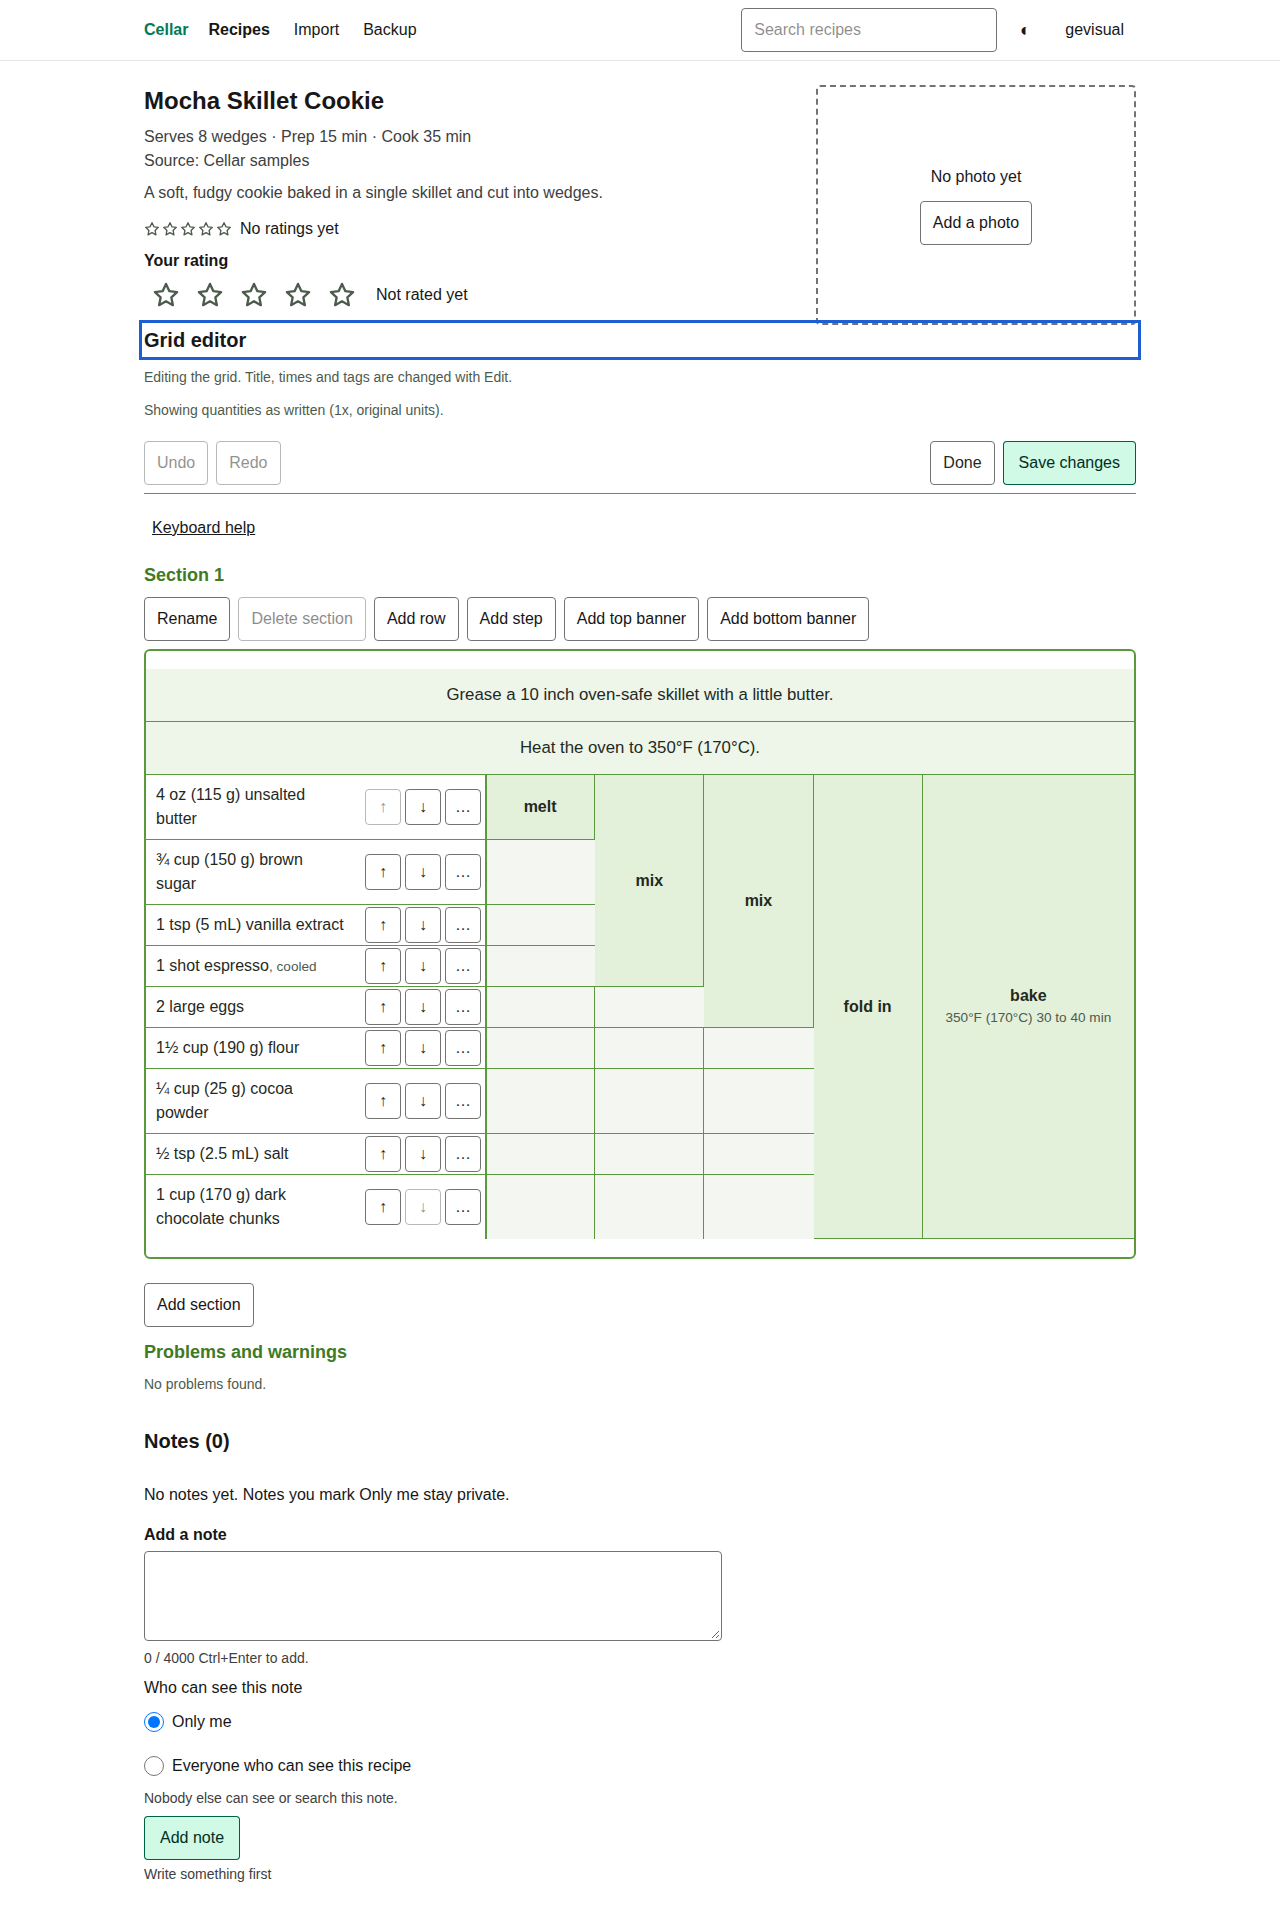 Cellar Recipes Import Backup Search recipes gevisual
Mocha Skillet Cookie
Serves 8 wedges · Prep 15 min · Cook 35 min
Source: Cellar samples
A soft, fudgy cookie baked in a single skillet and cut into wedges.
No ratings yet
Your rating
Not rated yet
No photo yet
Add a photo
Grid editor
Editing the grid. Title, times and tags are changed with Edit.
Showing quantities as written (1x, original units).
Undo Redo Done Save changes
Keyboard help
Section 1
Rename Delete section Add row Add step Add top banner Add bottom banner
Grease a 10 inch oven-safe skillet with a little butter.
Heat the oven to 350°F (170°C).
4 oz (115 g) unsalted
butter
↑ ↓ …
melt
¾ cup (150 g) brown
sugar
↑ ↓ …
mix
mix
1 tsp (5 mL) vanilla extract ↑ ↓ …
1 shot espresso, cooled ↑ ↓ …
2 large eggs ↑ ↓ …
fold in
bake
350°F (170°C) 30 to 40 min
1½ cup (190 g) flour ↑ ↓ …
¼ cup (25 g) cocoa
powder
↑ ↓ …
½ tsp (2.5 mL) salt ↑ ↓ …
1 cup (170 g) dark
chocolate chunks
↑ ↓ …
Add section
Problems and warnings
No problems found.
Notes (0)
No notes yet. Notes you mark Only me stay private.
Add a note
0 / 4000 Ctrl+Enter to add.
Who can see this note
Only me
Everyone who can see this recipe
Nobody else can see or search this note.
Add note
Write something first